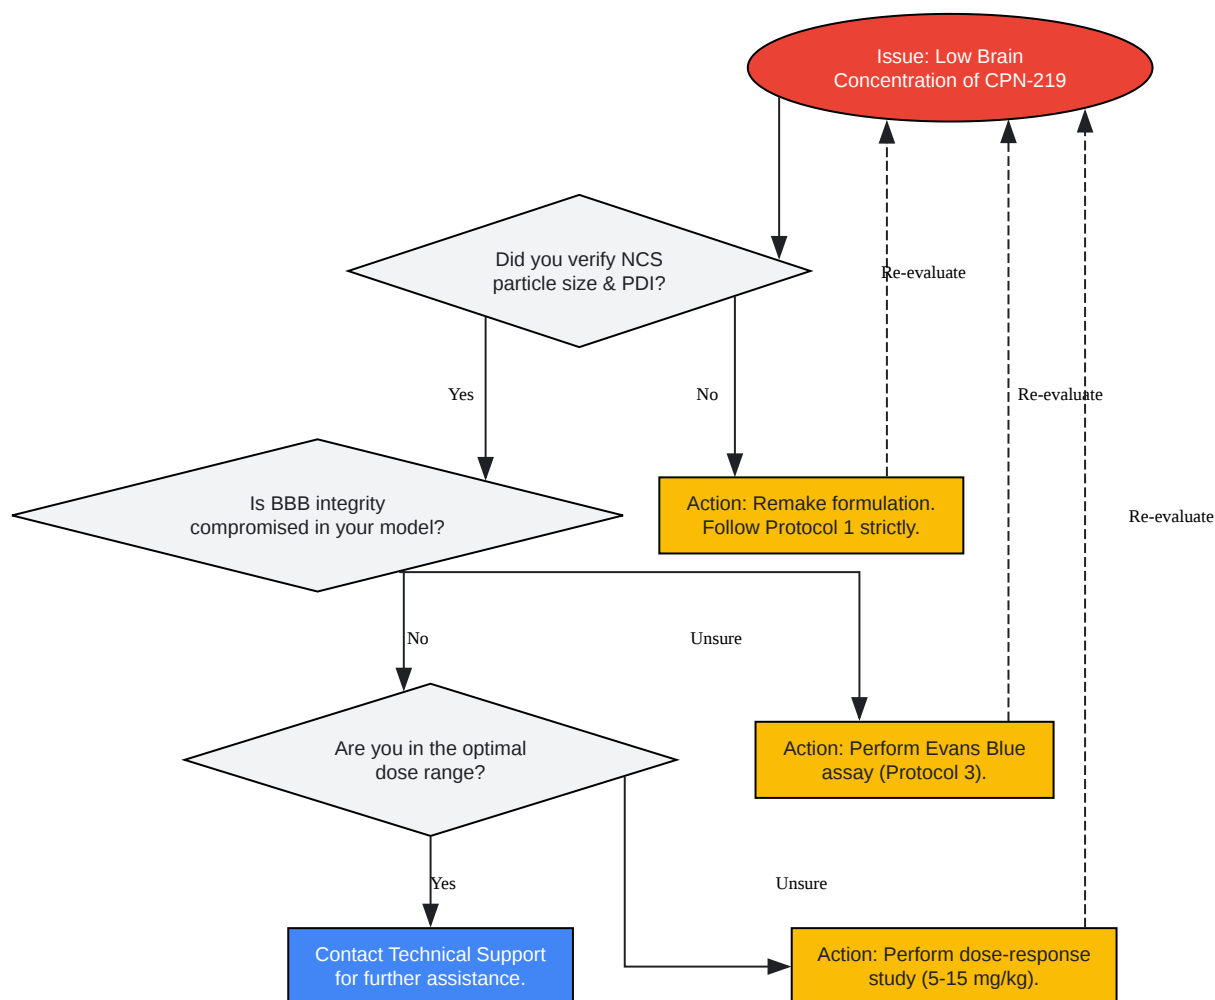 Issue: Low Brain
Concentration of CPN-219
Did you verify NCS
particle size & PDI?
Re-evaluate
Yes
No
Re-evaluate
Is BBB integrity
compromised in your model?
Action: Remake formulation.
Follow Protocol 1 strictly.
Re-evaluate
No
Unsure
Are you in the optimal
dose range?
Action: Perform Evans Blue
assay (Protocol 3).
Yes
Unsure
Contact Technical Support
for further assistance.
Action: Perform dose-response
study (5-15 mg/kg).